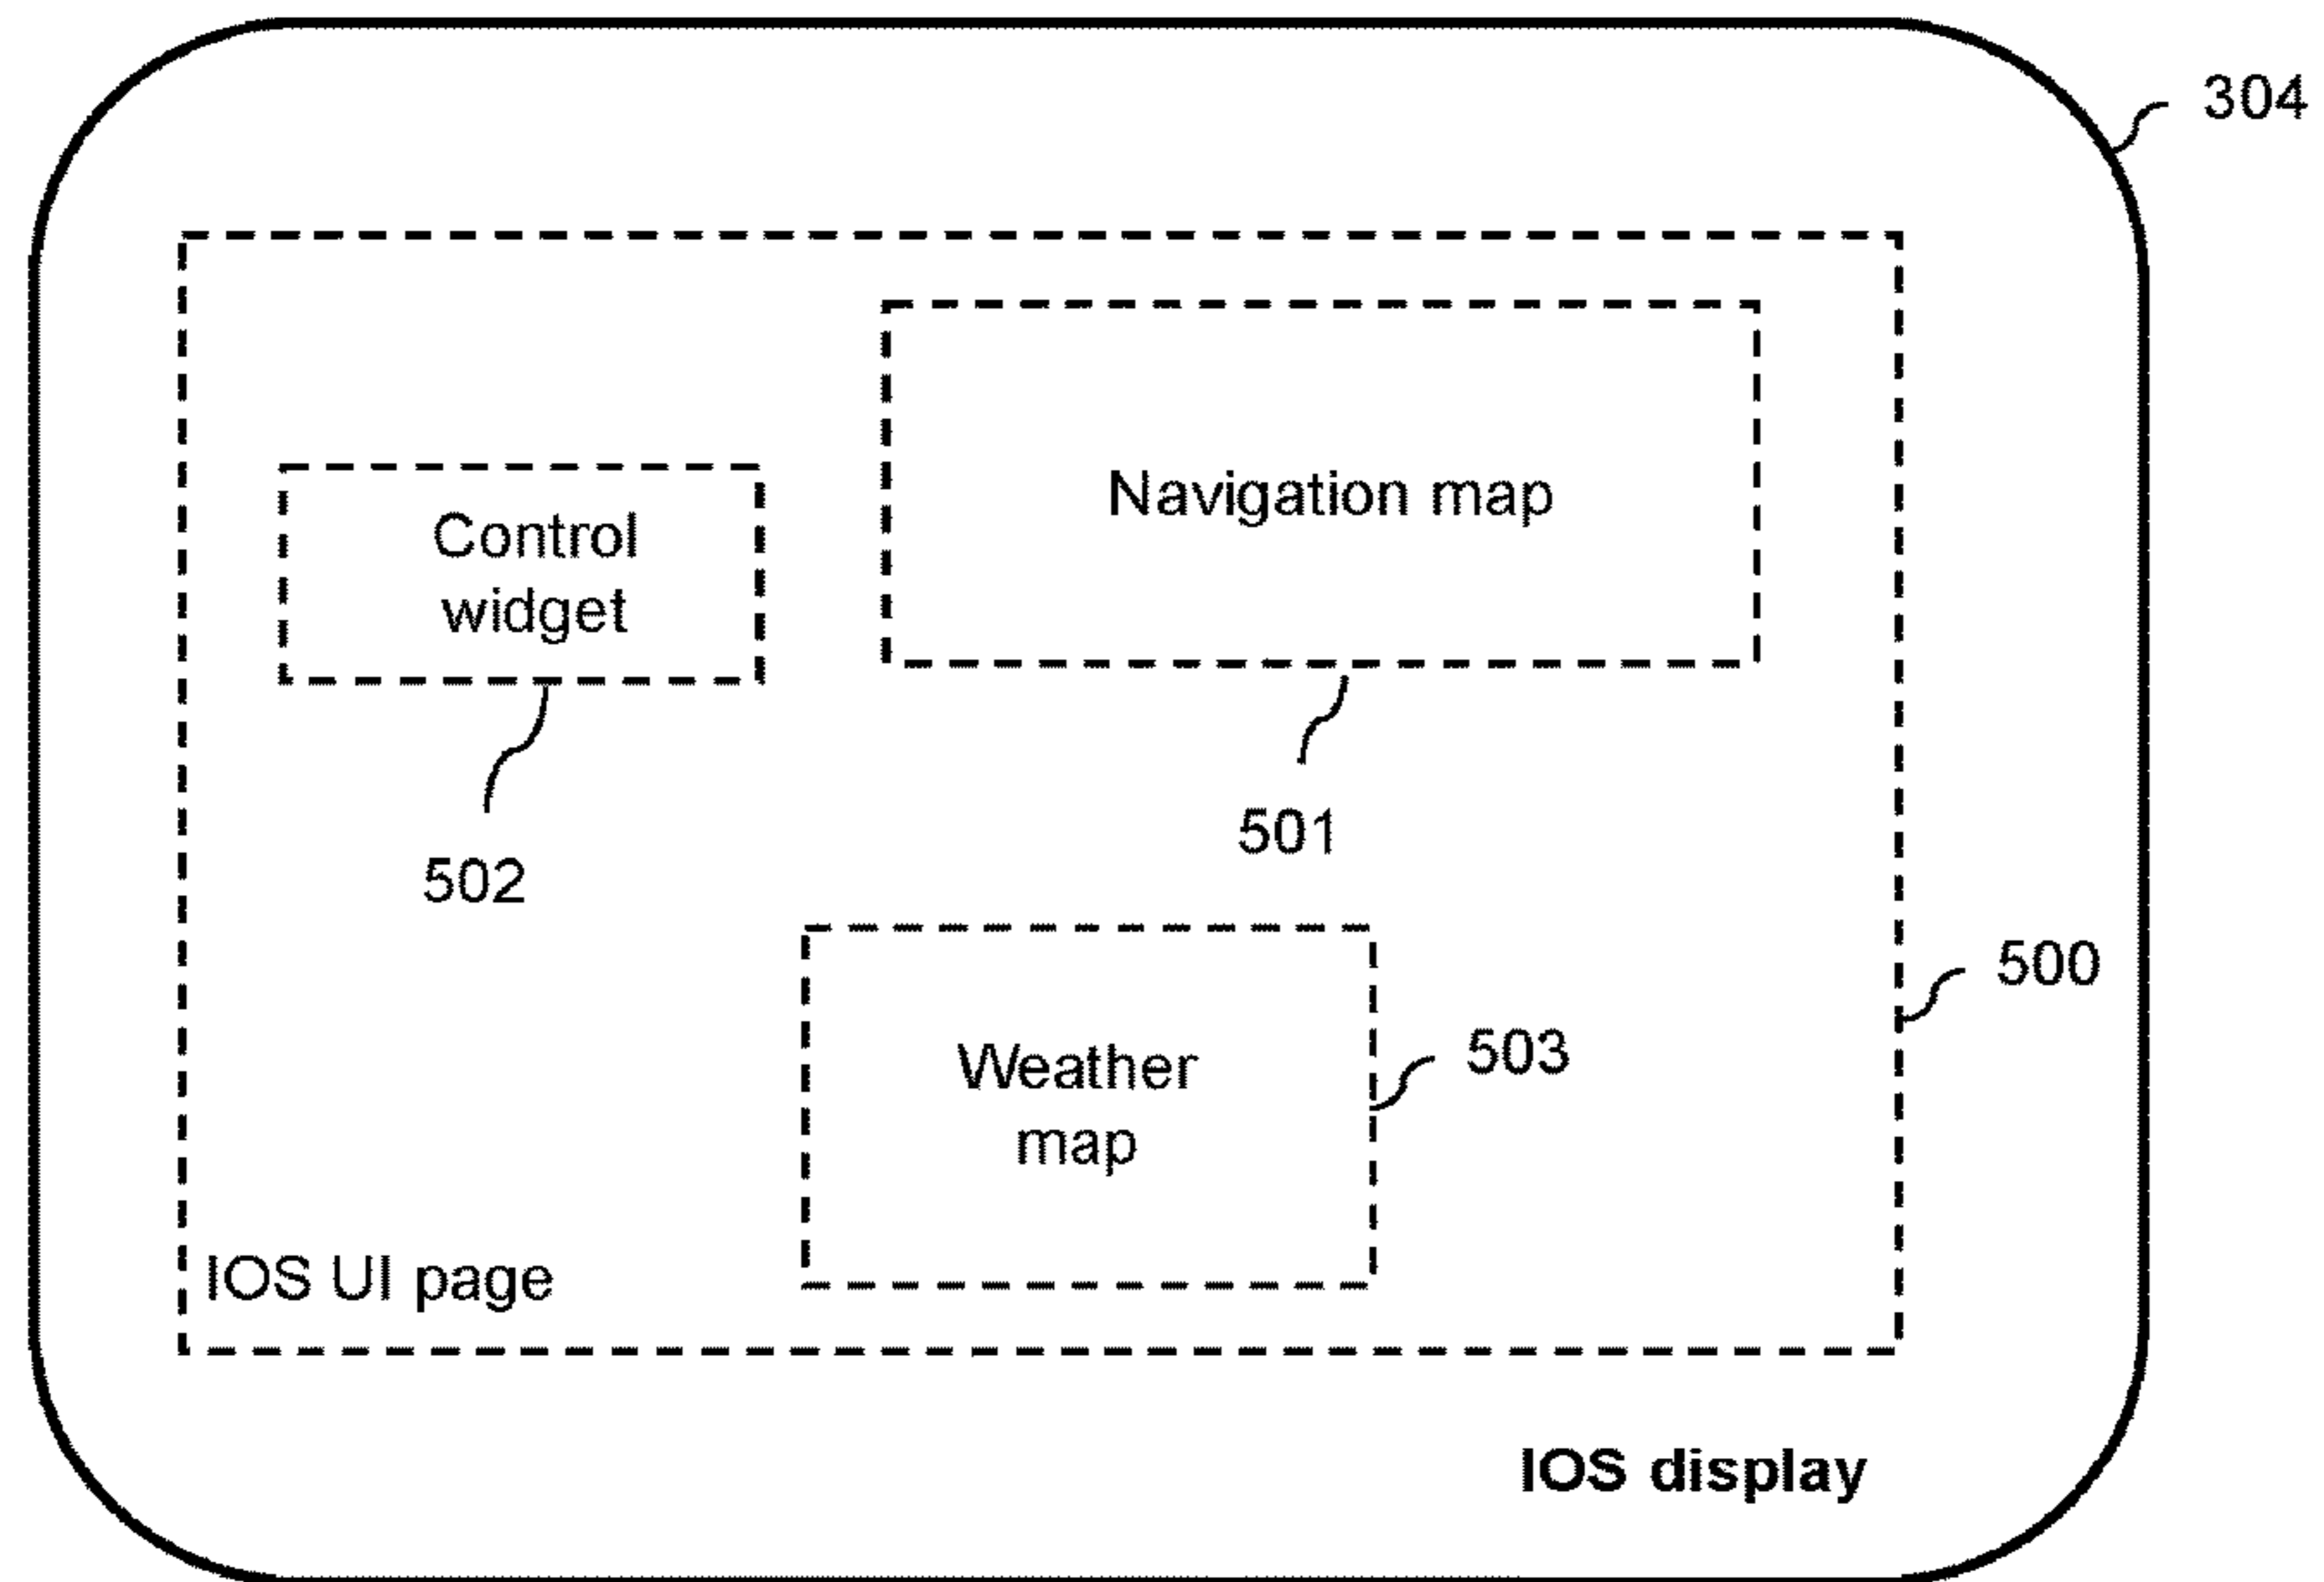 304
Navigation map
Control
widget
501
502
500
503
Weather
map
IOS UI page
IOS display